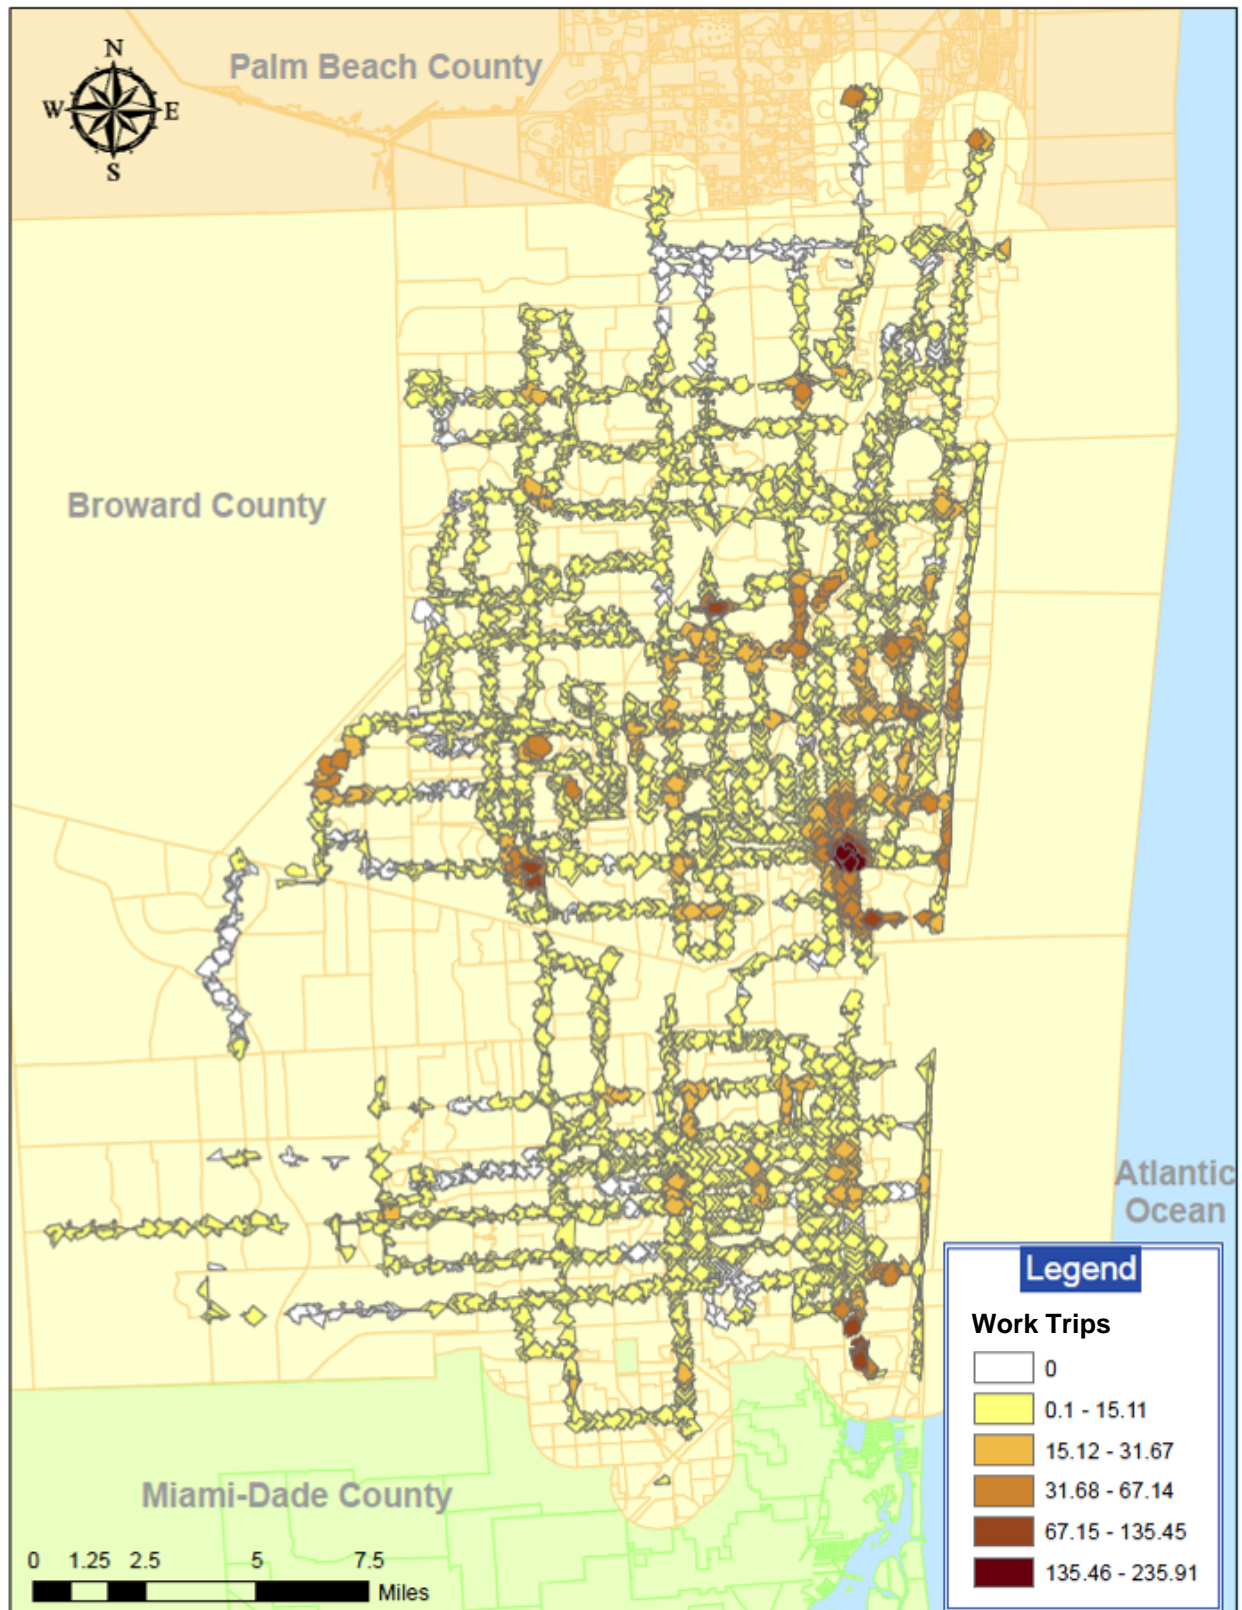 Palm Beach County
N
W E
S
Broward County
Atlantic
Ocean
Legend
Work Trips
0
0.1 - 15.11
15.12 - 31.67
31.68 - 67.14
67.15 - 135.45
135.46 - 235.91
Miami-Dade County
0 1.25 2.5 5 7.5
Miles